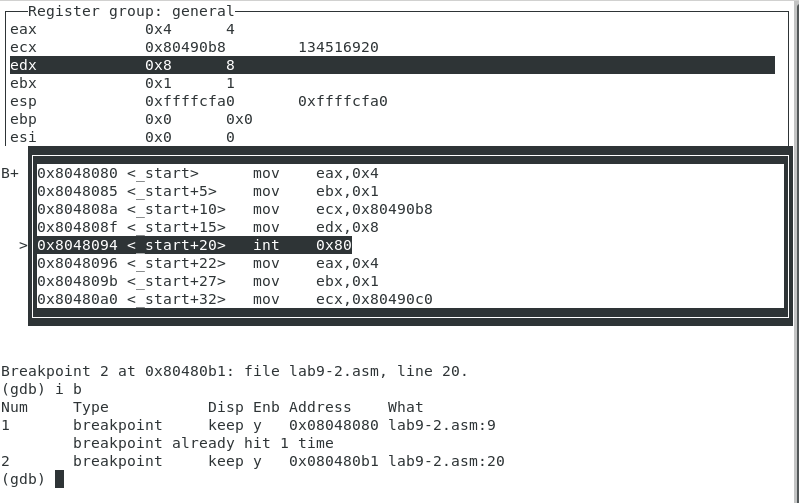 Register group: general
eax 0x4 4
ecx 0x80490b8 134516920
edx 0x8 8
ebx 0x1 1
esp 0xffffcfa0 0xffffcfa0
ebp 0x0 0x0
esi 0x0 0
B+ 0x8048080 <_start> mov eax,0x4
0x8048085 <_start+5> mov ebx,0x1
0x804808a <_start+10> mov ecx,0x80490b8
0x804808f <_start+15> mov edx,0x8
> 0x8048094 <_start+20> int 0x80
0x8048096 <_start+22> mov eax,0x4
0x804809b <_start+27> mov ebx,0x1
0x80480a0 <_start+32> mov ecx,0x80490c0
Breakpoint 2 at 0x80480b1: file lab9-2.asm, line 20.
(gdb) i b
Num Type Disp Enb Address What
1 breakpoint keep y 0x08048080 lab9-2.asm:9
breakpoint already hit 1 time
2 breakpoint keep y 0x080480b1 lab9-2.asm:20
(gdb)